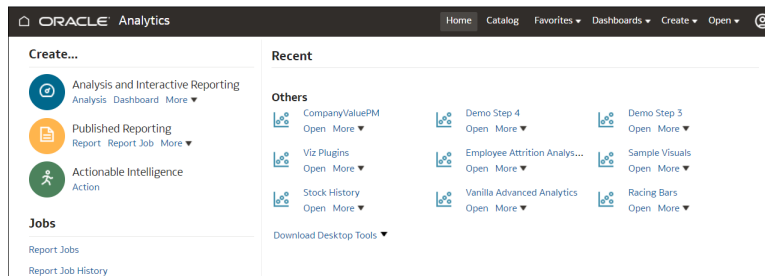 ORACLE Analytics Home Catalog Favorites Dashboards Create Open
Create...
Analysis and Interactive Reporting
Analysis Dashboard More
Published Reporting
Report Report Job More
Actionable Intelligence
Action
Jobs
Report Jobs
Report Job History
Recent
Others
CompanyValuePM
Open More
Demo Step 4
Open More
Demo Step 3
Open More
Viz Plugins
Open More
Employee Attrition Analys...
Open More
Sample Visuals
Open More
Stock History
Open More
Vanilla Advanced Analytics
Open More
Racing Bars
Open More
Download Desktop Tools